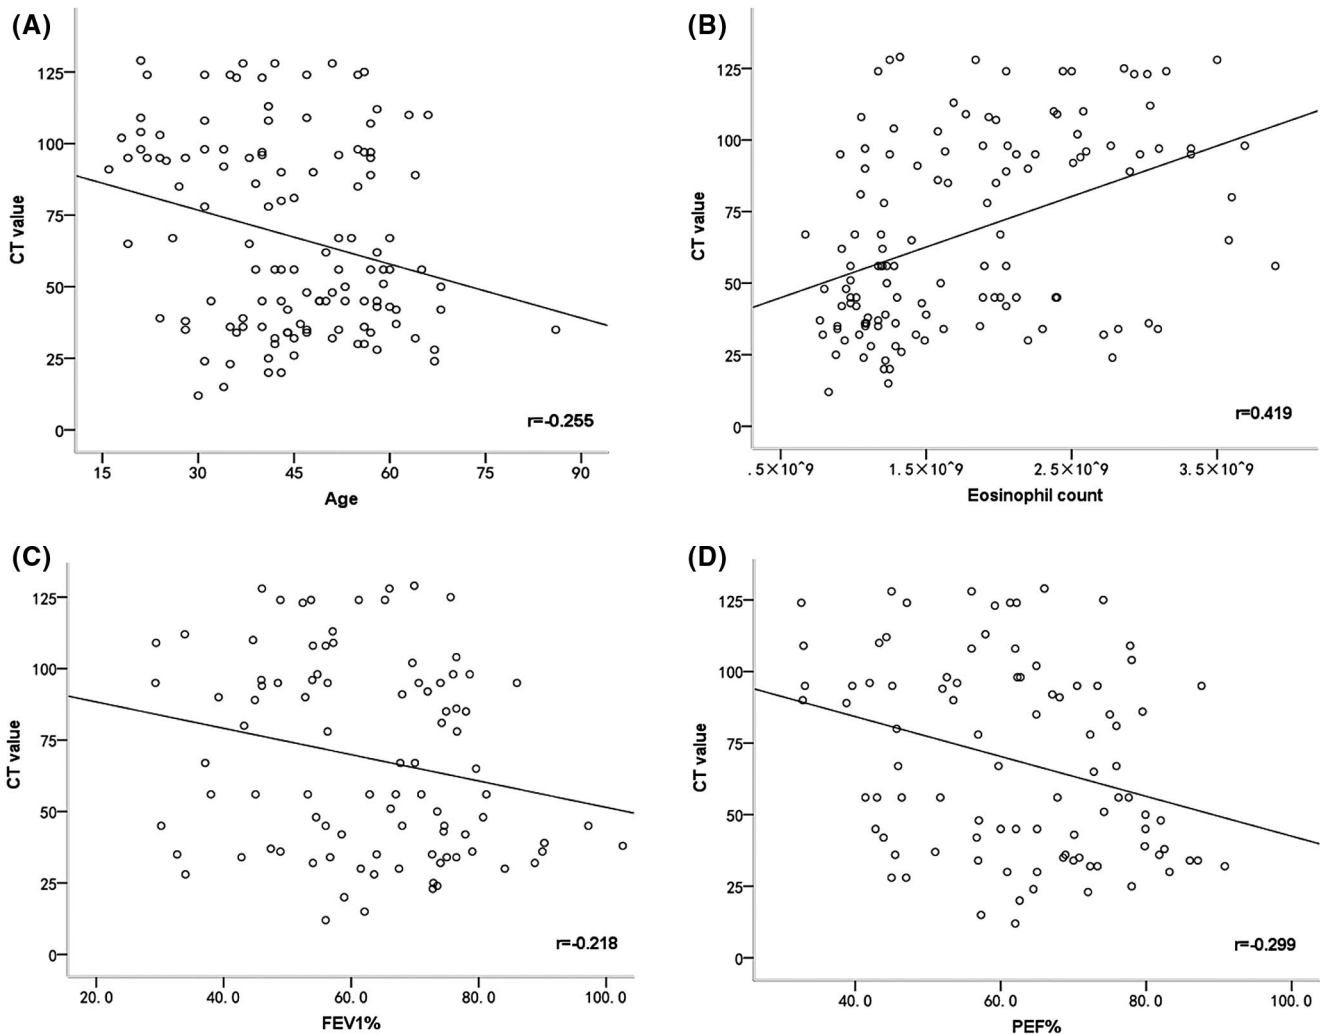 (A)
CT value
125
100
75
50
25
0
r=-0.255
15 30 45 60 75 90
Age
(B)
CT value
125
100
75
50
25
0
r=0.419
.5×10^9 1.5×10^9 2.5×10^9 3.5×10^9
Eosinophil count
(C)
CT value
125
100
75
50
25
0
r=-0.218
20.0 40.0 60.0 80.0 100.0
FEV1%
(D)
CT value
125
100
75
50
25
0
r=-0.299
40.0 60.0 80.0 100.0
PEF%